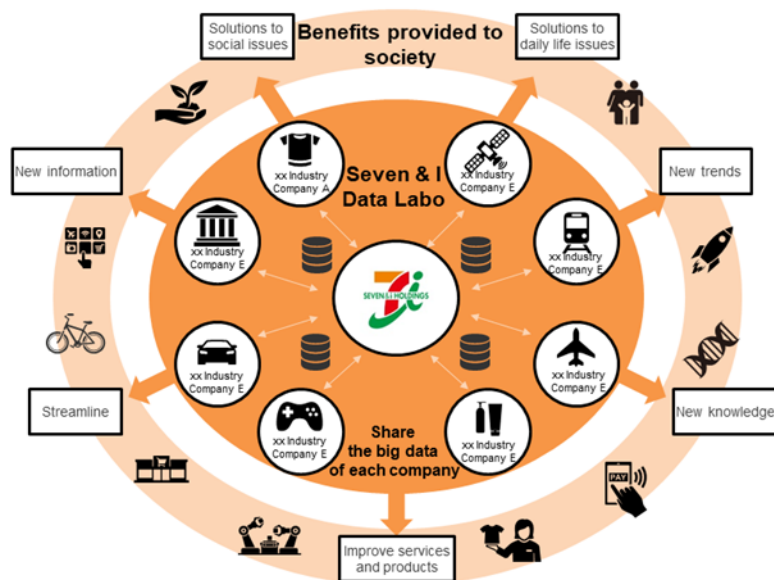 Solutions to
social issues
Benefits provided to
society
Solutions to
daily life issues
xx Industry
Company A
Seven & I
Data Labo
xx Industry
Company E
New information
New trends
xx Industry
Company E
xx Industry
Company E
SEVEN & i HOLDINGS
xx Industry
Company E
xx Industry
Company E
Streamline
New knowledge
xx Industry
Company E
Share
the big data
of each company
xx Industry
Company E
PAY
Improve services
and products